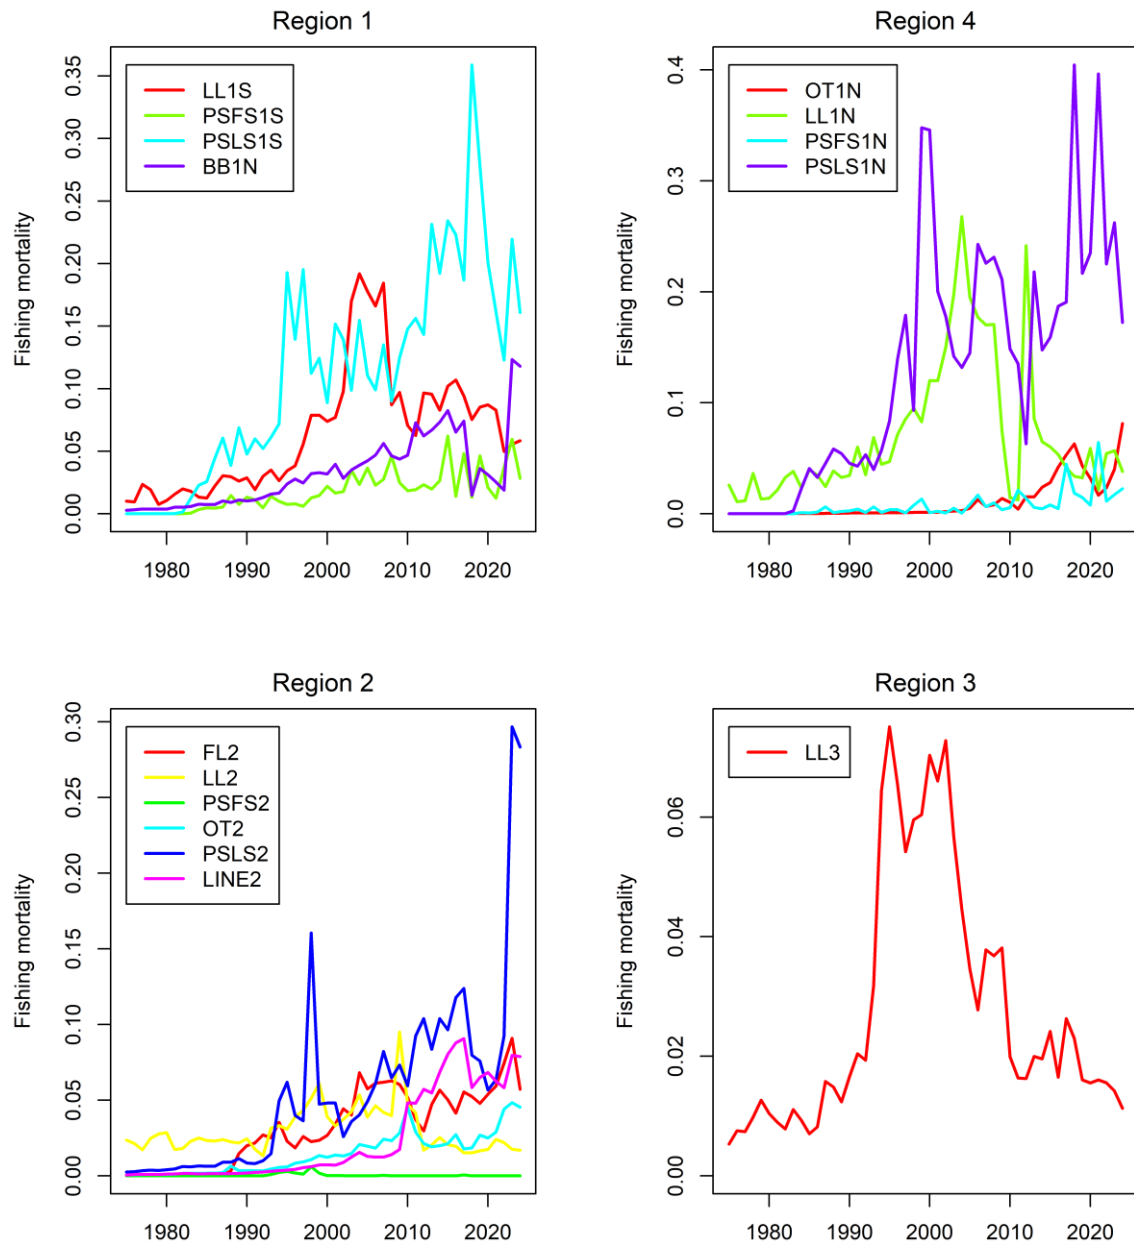 Region 1
Fishing mortality
0.00 0.05 0.10 0.15 0.20 0.25 0.30 0.35
LL1S
PSFS1S
PSLS1S
BB1N
1980 1990 2000 2010 2020
Region 4
Fishing mortality
0.0 0.1 0.2 0.3 0.4
OT1N
LL1N
PSFS1N
PSLS1N
1980 1990 2000 2010 2020
Region 2
Fishing mortality
0.00 0.05 0.10 0.15 0.20 0.25 0.30
FL2
LL2
PSFS2
OT2
PSLS2
LINE2
1980 1990 2000 2010 2020
Region 3
Fishing mortality
0.00 0.02 0.04 0.06
LL3
1980 1990 2000 2010 2020